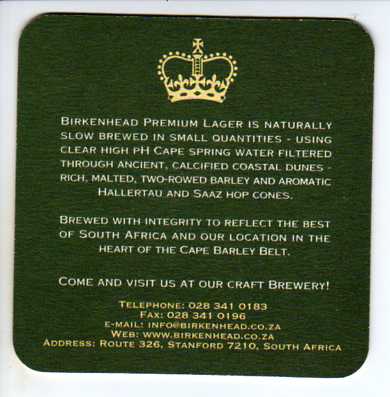 Birkenhead Premium Lager is naturally
slow brewed in small quantities - using
clear high pH Cape spring water filtered
through ancient, calcified coastal dunes -
rich, malted, two-rowed barley and aromatic
Hallertau and Saaz hop cones.
Brewed with integrity to reflect the best
of South Africa and our location in the
heart of the Cape Barley Belt.
Come and visit us at our craft Brewery!
Telephone: 028 341 0183
Fax: 028 341 0196
e-mail: info@birkenhead.co.za
Web: www.birkenhead.co.za
Address: Route 326, Stanford 7210, South Africa